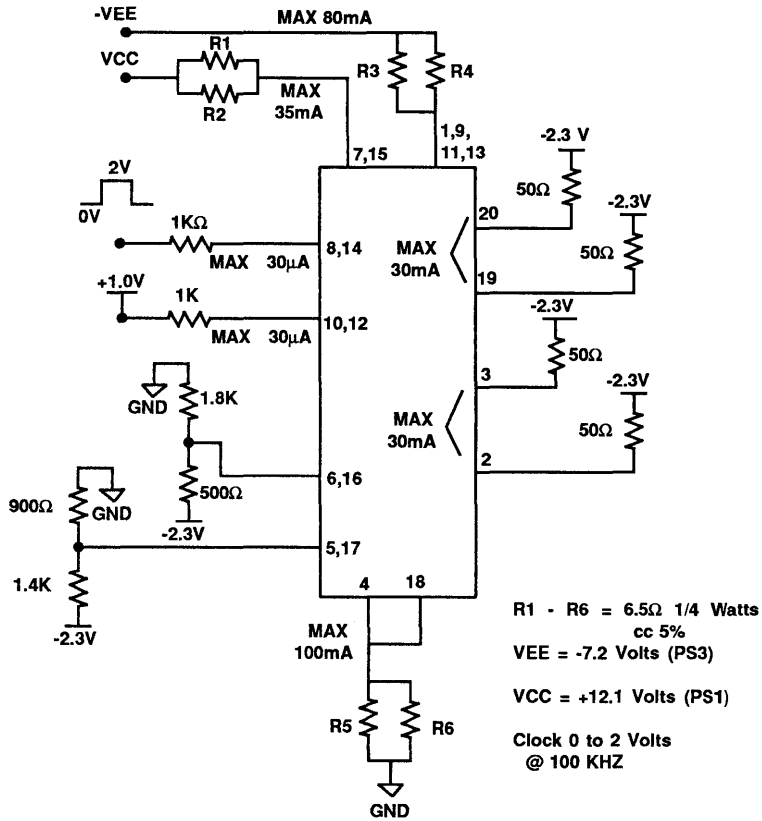 -VEE
MAX 80mA
VCC
R1
R2
MAX
35mA
R3
R4
7,15
1,9,
11,13
2V
0V
1KΩ
MAX 30μA
8,14
+1.0V
1K
MAX 30μA
10,12
GND
1.8K
500Ω
-2.3V
6,16
900Ω
GND
1.4K
-2.3V
5,17
MAX
30mA
20
-2.3 V
50Ω
19
-2.3V
50Ω
MAX
30mA
3
-2.3V
50Ω
2
-2.3V
50Ω
4
18
MAX
100mA
R5
R6
GND
R1 - R6 = 6.5Ω 1/4 Watts
cc 5%
VEE = -7.2 Volts (PS3)
VCC = +12.1 Volts (PS1)
Clock 0 to 2 Volts
@ 100 KHZ